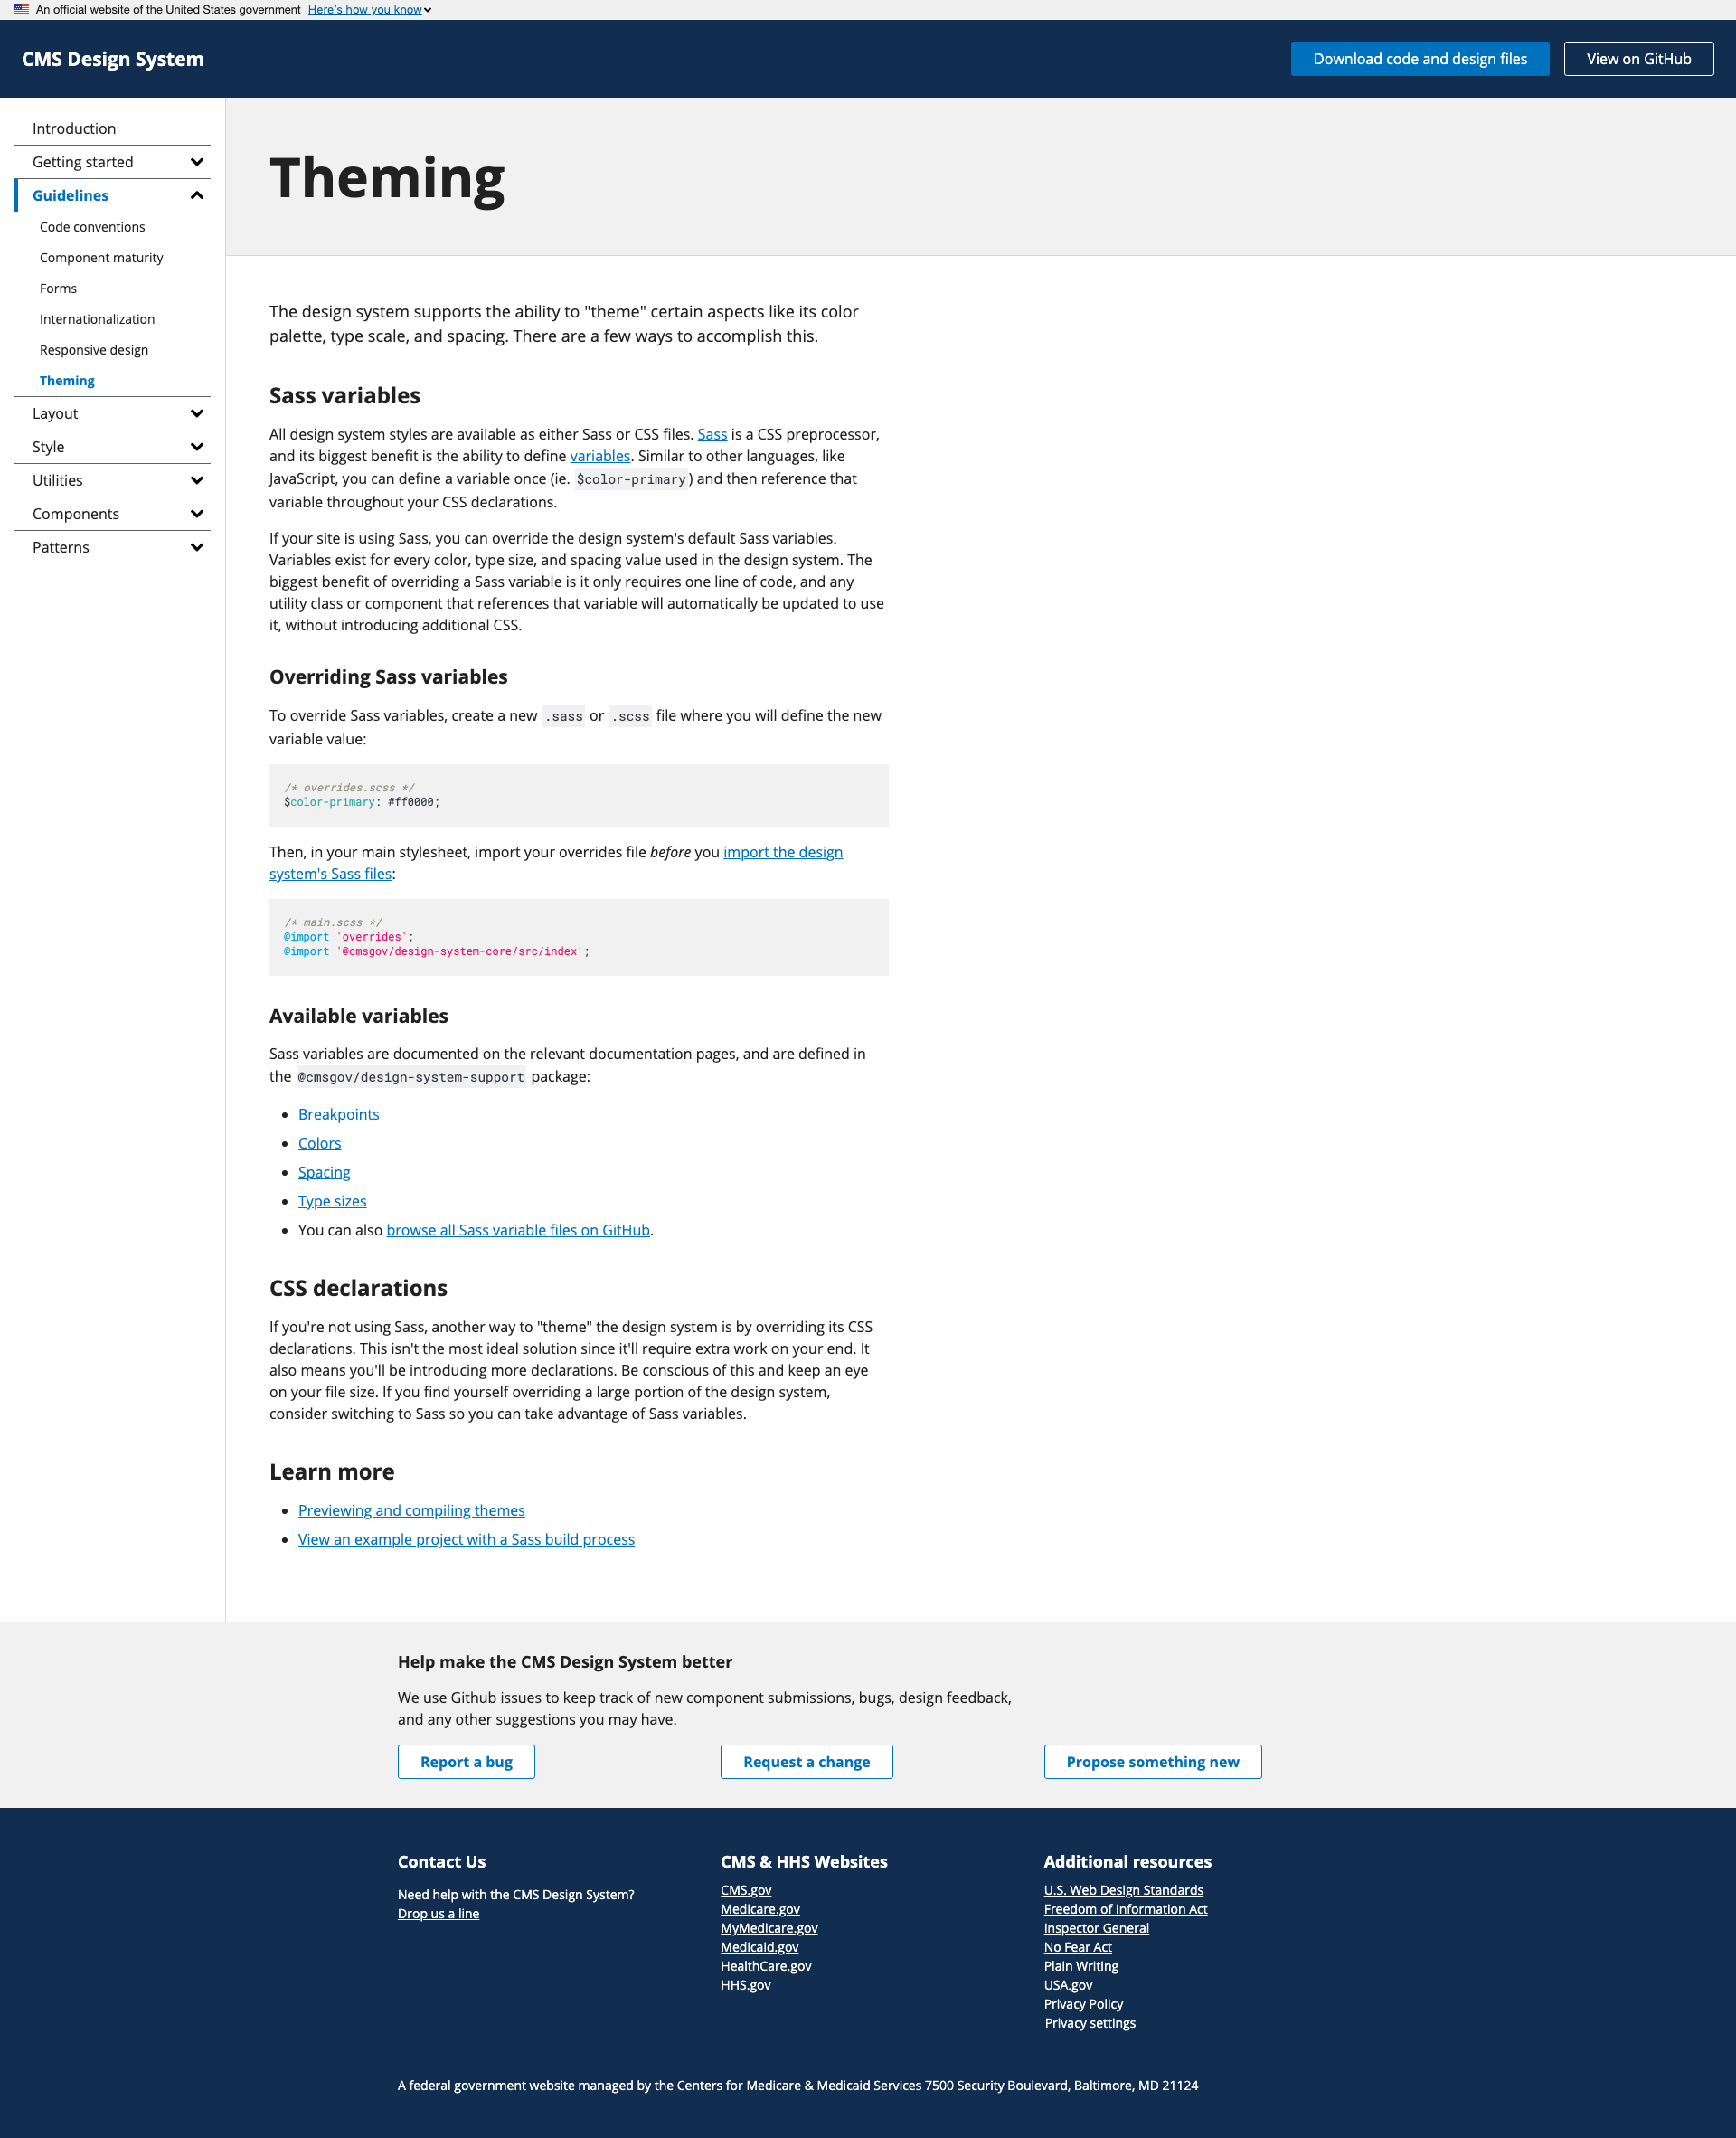 An official website of the United States government Here's how you know
CMS Design System
Download code and design files
View on GitHub
Introduction
Getting started
Guidelines
Code conventions
Component maturity
Forms
Internationalization
Responsive design
Theming
Layout
Style
Utilities
Components
Patterns
Theming
The design system supports the ability to "theme" certain aspects like its color
palette, type scale, and spacing. There are a few ways to accomplish this.
Sass variables
All design system styles are available as either Sass or CSS files. Sass is a CSS preprocessor,
and its biggest benefit is the ability to define variables. Similar to other languages, like
JavaScript, you can define a variable once (ie. $color-primary) and then reference that
variable throughout your CSS declarations.
If your site is using Sass, you can override the design system's default Sass variables.
Variables exist for every color, type size, and spacing value used in the design system. The
biggest benefit of overriding a Sass variable is it only requires one line of code, and any
utility class or component that references that variable will automatically be updated to use
it, without introducing additional CSS.
Overriding Sass variables
To override Sass variables, create a new .sass or .scss file where you will define the new
variable value:
/* overrides.scss */
$color-primary: #ff0000;
Then, in your main stylesheet, import your overrides file before you import the design
system's Sass files:
/* main.scss */
@import 'overrides';
@import '@cmsgov/design-system-core/src/index';
Available variables
Sass variables are documented on the relevant documentation pages, and are defined in
the @cmsgov/design-system-support package:
• Breakpoints
• Colors
• Spacing
• Type sizes
• You can also browse all Sass variable files on GitHub.
CSS declarations
If you're not using Sass, another way to "theme" the design system is by overriding its CSS
declarations. This isn't the most ideal solution since it'll require extra work on your end. It
also means you'll be introducing more declarations. Be conscious of this and keep an eye
on your file size. If you find yourself overriding a large portion of the design system,
consider switching to Sass so you can take advantage of Sass variables.
Learn more
• Previewing and compiling themes
• View an example project with a Sass build process
Help make the CMS Design System better
We use Github issues to keep track of new component submissions, bugs, design feedback,
and any other suggestions you may have.
Report a bug
Request a change
Propose something new
Contact Us
Need help with the CMS Design System?
Drop us a line
CMS & HHS Websites
CMS.gov
Medicare.gov
MyMedicare.gov
Medicaid.gov
HealthCare.gov
HHS.gov
Additional resources
U.S. Web Design Standards
Freedom of Information Act
Inspector General
No Fear Act
Plain Writing
USA.gov
Privacy Policy
Privacy settings
A federal government website managed by the Centers for Medicare & Medicaid Services 7500 Security Boulevard, Baltimore, MD 21124